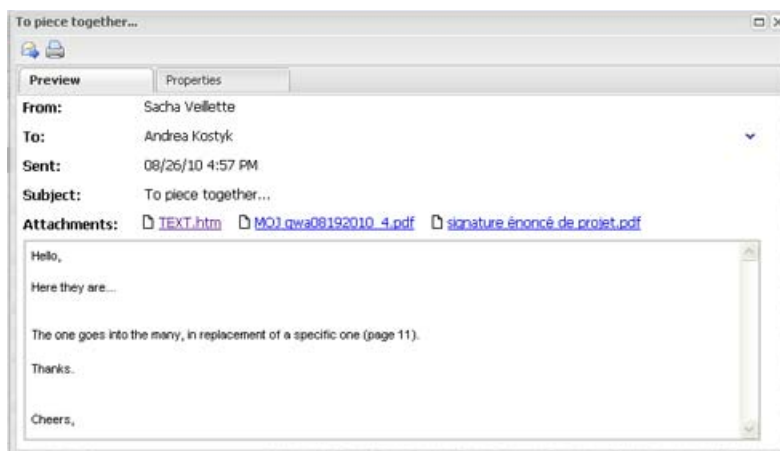 To piece together...
Preview Properties
From: Sacha Veillette
To: Andrea Kostyk
Sent: 08/26/10 4:57 PM
Subject: To piece together...
Attachments: TEXT.htm MOJ qwa08192010_4.pdf signature énoncé de projet.pdf
Hello,
Here they are...
The one goes into the many, in replacement of a specific one (page 11).
Thanks.
Cheers,